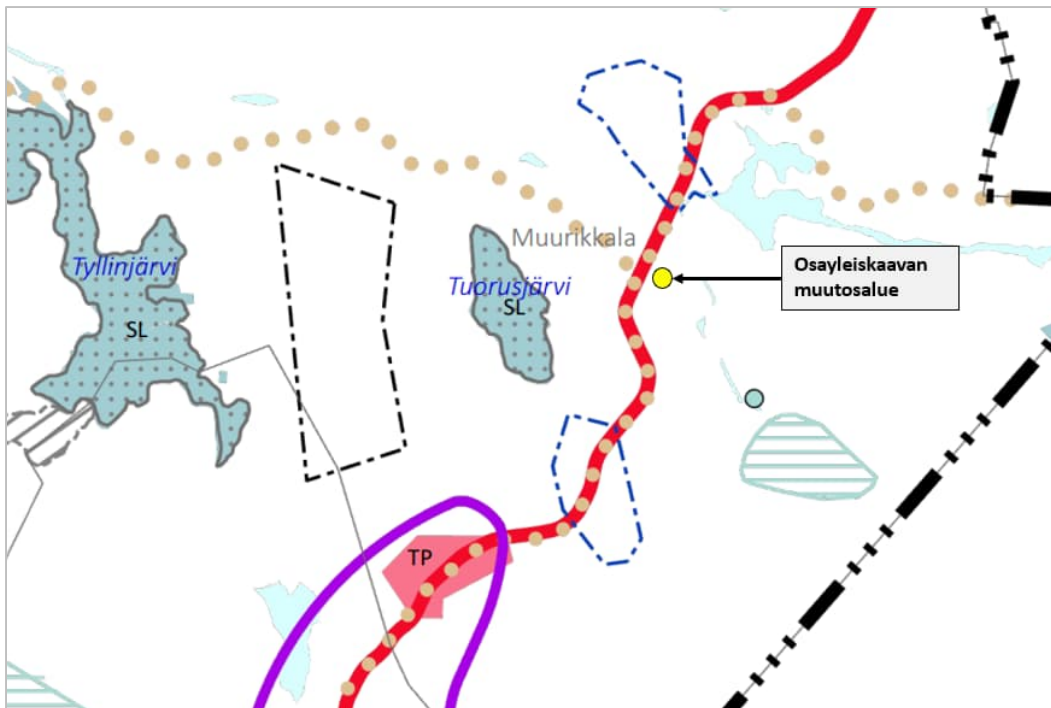 Muurikkala
Tyllinjärvi
Osayleiskaavan
muutosalue
Tuorusjärvi
SL
SL
TP